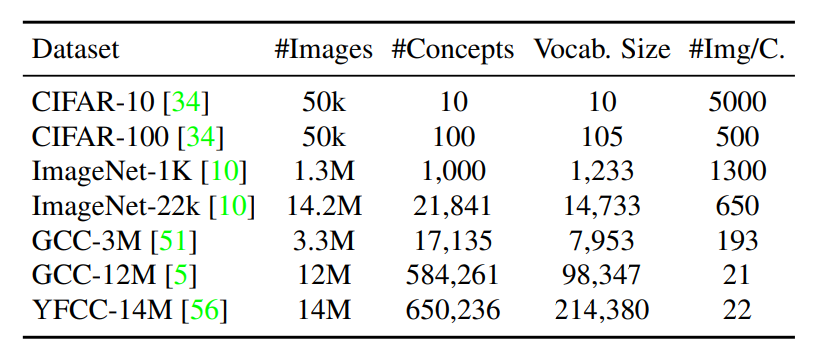 Dataset #Images #Concepts Vocab. Size #Img/C.
CIFAR-10 [34] 50k 10 10 5000
CIFAR-100 [34] 50k 100 105 500
ImageNet-1K [10] 1.3M 1,000 1,233 1300
ImageNet-22k [10] 14.2M 21,841 14,733 650
GCC-3M [51] 3.3M 17,135 7,953 193
GCC-12M [5] 12M 584,261 98,347 21
YFCC-14M [56] 14M 650,236 214,380 22